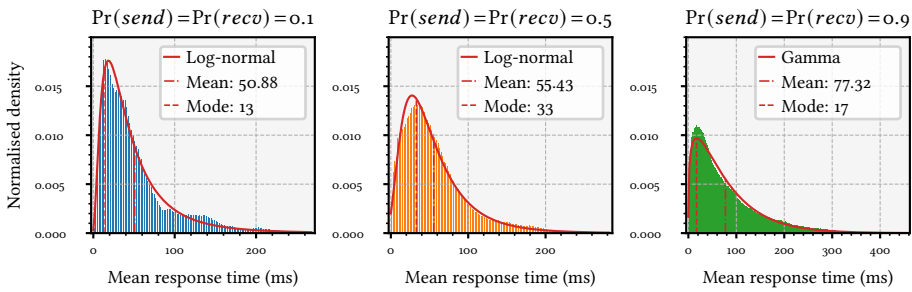 Pr(send)=Pr(recv)=0.1
Pr(send)=Pr(recv)=0.5
Pr(send)=Pr(recv)=0.9
Normalised density
0.015
0.010
0.005
0.000
Log-normal
Mean: 50.88
Mode: 13
0 100 200
Mean response time (ms)
0.015
0.010
0.005
0.000
Log-normal
Mean: 55.43
Mode: 33
0 100 200
Mean response time (ms)
0.015
0.010
0.005
0.000
Gamma
Mean: 77.32
Mode: 17
0 100 200 300 400
Mean response time (ms)